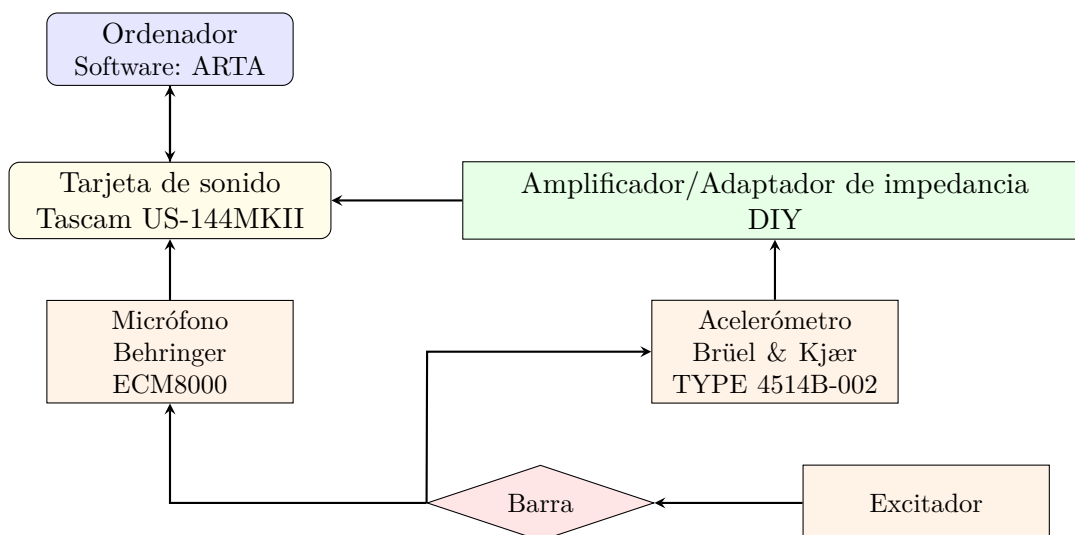 Ordenador
Software: ARTA
Tarjeta de sonido
Tascam US-144MKII
Amplificador/Adaptador de impedancia
DIY
Micrófono
Behringer
ECM8000
Acelerómetro
Brüel & Kjær
TYPE 4514B-002
Barra
Excitador